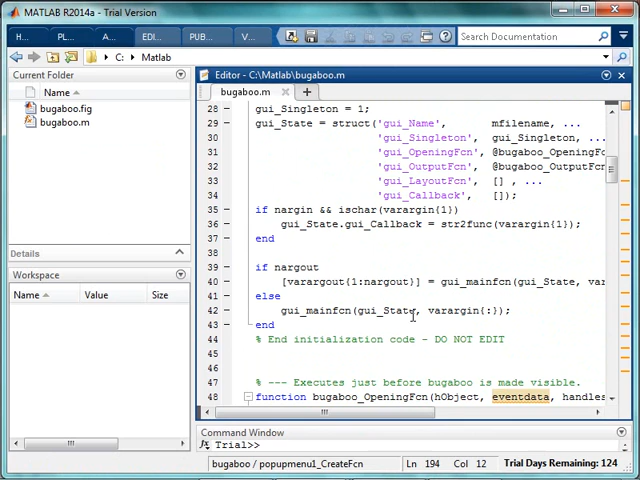 MATLAB R2014a - Trial Version
H... PL... A... EDI... PUB... V... Search Documentation
C: Matlab
Current Folder
Name
bugaboo.fig
bugaboo.m
Details
Workspace
Name Value Size
Editor - C:\Matlab\bugaboo.m
bugaboo.m
28 gui_Singleton = 1;
29 gui_State = struct('gui_Name', mfilename, ...
30 'gui_Singleton', gui_Singleton, ...
31 'gui_OpeningFcn', @bugaboo_OpeningFc
32 'gui_OutputFcn', @bugaboo_OutputFcn
33 'gui_LayoutFcn', [] , ...
34 'gui_Callback', []);
35 if nargin && ischar(varargin{1})
36 gui_State.gui_Callback = str2func(varargin{1});
37 end
38
39 if nargout
40 [varargout{1:nargout}] = gui_mainfcn(gui_State, var
41 else
42 gui_mainfcn(gui_State, varargin{:});
43 end
44 % End initialization code - DO NOT EDIT
45
46
47 % --- Executes just before bugaboo is made visible.
48 function bugaboo_OpeningFcn(hObject, eventdata, handles
Command Window
fx Trial>>
bugaboo / popupmenu1_CreateFcn Ln 194 Col 12 Trial Days Remaining: 124